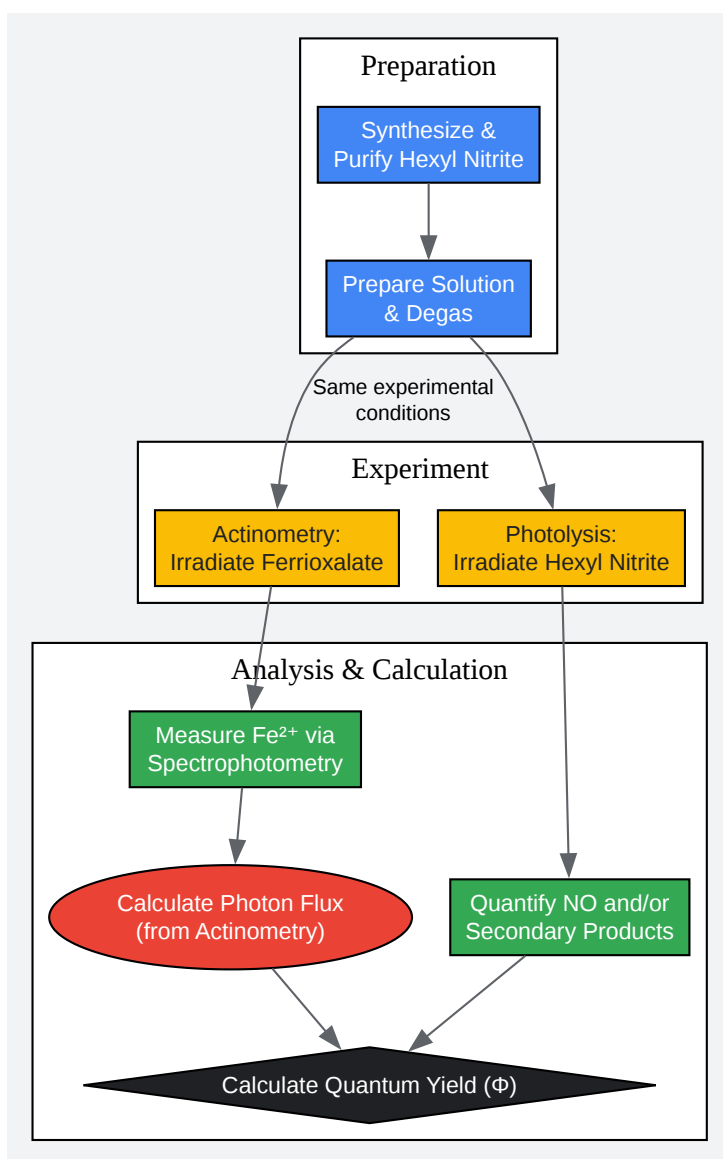 Preparation
Synthesize &
Purify Hexyl Nitrite
Prepare Solution
& Degas
Same experimental
conditions
Experiment
Actinometry:
Irradiate Ferrioxalate
Photolysis:
Irradiate Hexyl Nitrite
Analysis & Calculation
Measure Fe²⁺ via
Spectrophotometry
Calculate Photon Flux
(from Actinometry)
Quantify NO and/or
Secondary Products
Calculate Quantum Yield (Φ)